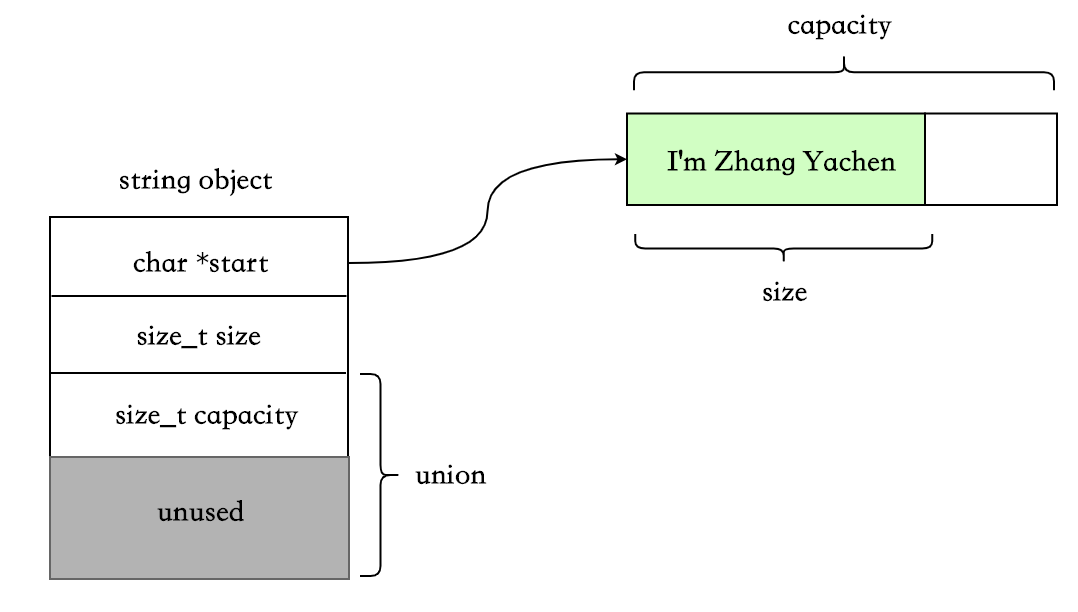 capacity
I'm Zhang Yachen
size
string object
char *start
size_t size
size_t capacity
union
unused